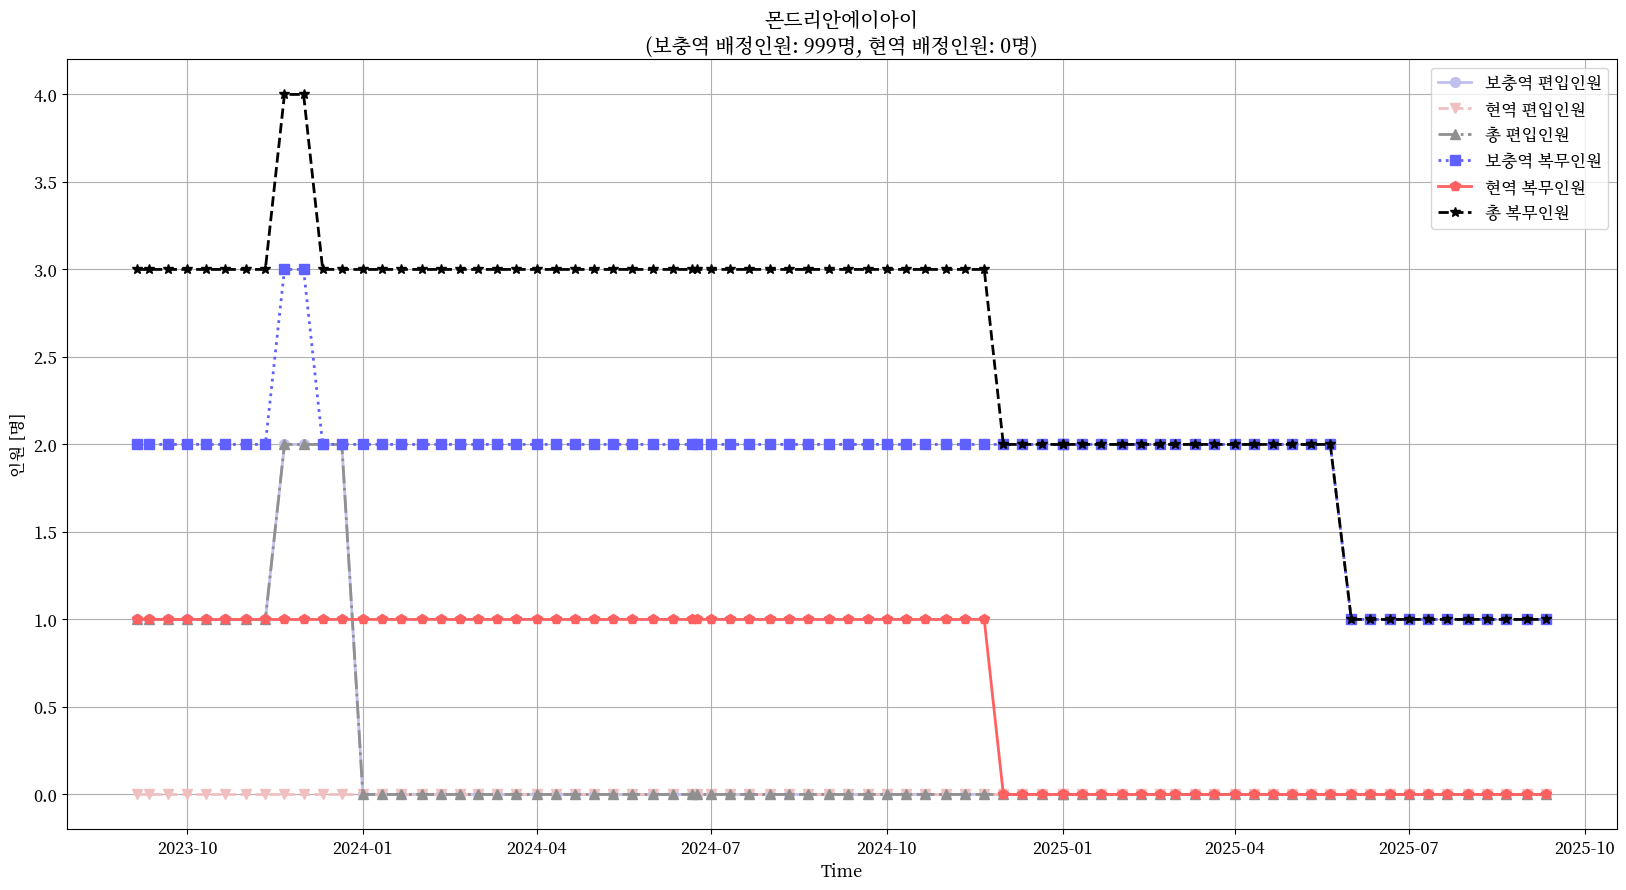 몬드리안에이아이
(보충역 배정인원: 999명, 현역 배정인원: 0명)
보충역 편입인원
현역 편입인원
총 편입인원
보충역 복무인원
현역 복무인원
총 복무인원
인원 [명]
4.0
3.5
3.0
2.5
2.0
1.5
1.0
0.5
0.0
2023-10
2024-01
2024-04
2024-07
2024-10
2025-01
2025-04
2025-07
2025-10
Time